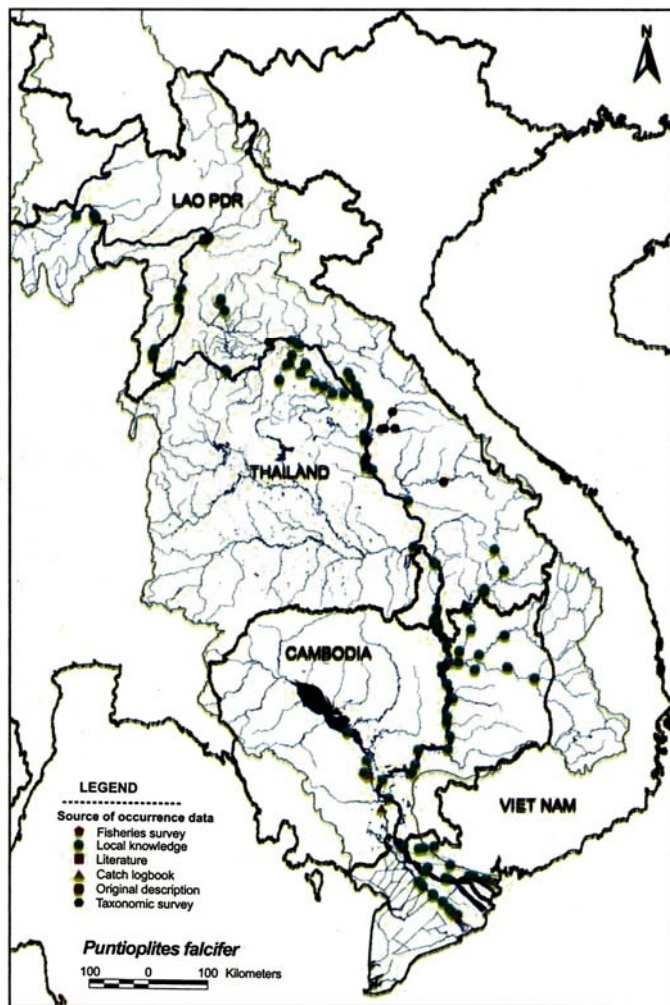 N
LAO PDR
THAILAND
CAMBODIA
VIET NAM
LEGEND
Source of occurrence data
Fisheries survey
Local knowledge
Literature
Catch logbook
Original description
Taxonomic survey
Puntioplites falcifer
100 0 100 Kilometers